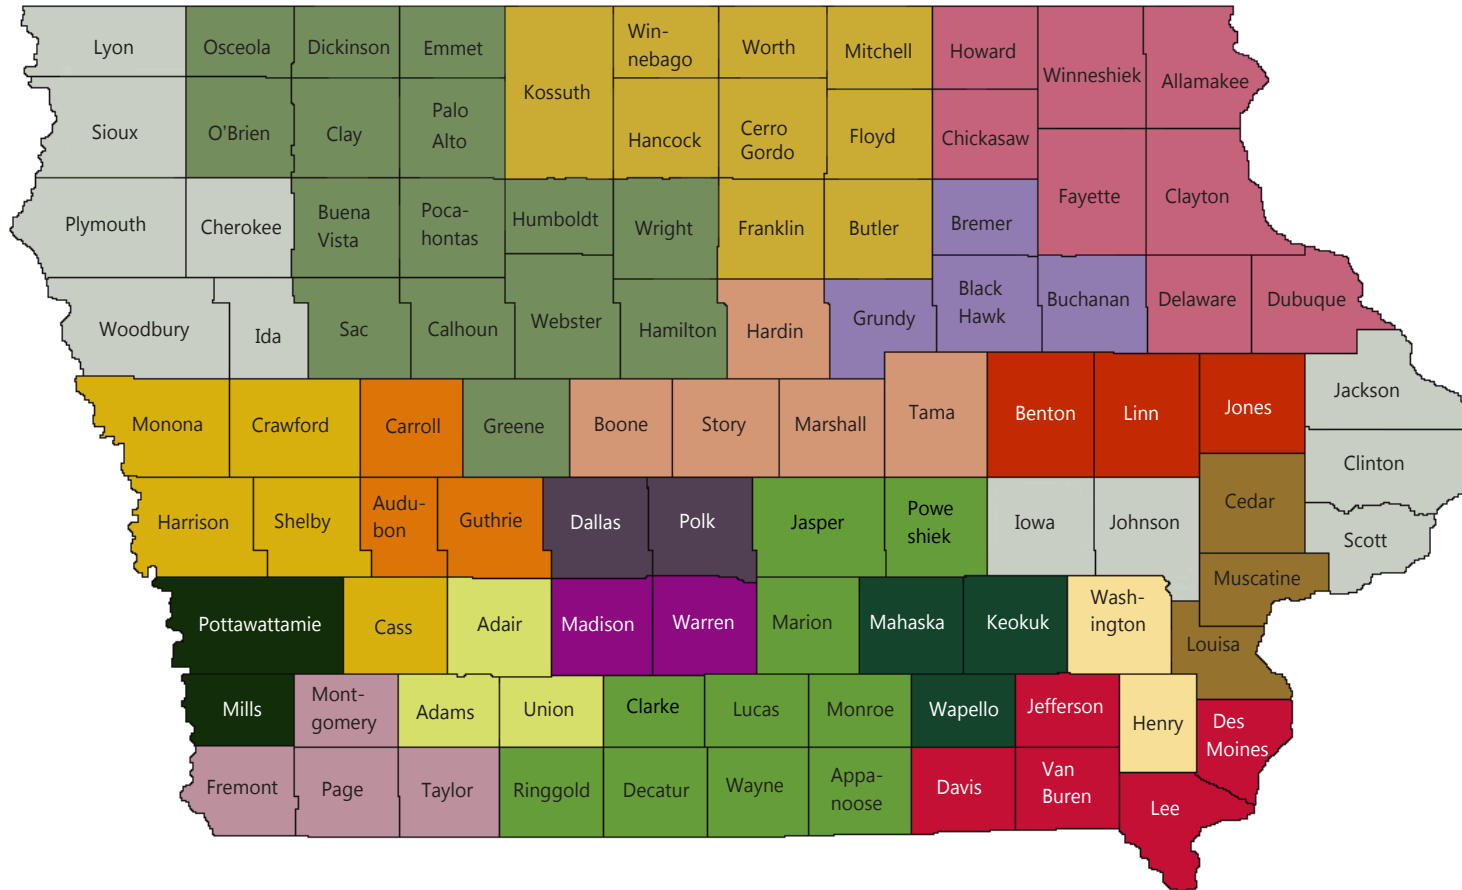 Lyon
Osceola
Dickinson
Emmet
Kossuth
Win-
nebago
Worth
Mitchell
Howard
Winneshiek
Allamakee
Sioux
O'Brien
Clay
Palo
Alto
Hancock
Cerro
Gordo
Floyd
Chickasaw
Plymouth
Cherokee
Buena
Vista
Poca-
hontas
Humboldt
Wright
Franklin
Butler
Bremer
Fayette
Clayton
Woodbury
Ida
Sac
Calhoun
Webster
Hamilton
Hardin
Grundy
Black
Hawk
Buchanan
Delaware
Dubuque
Monona
Crawford
Carroll
Greene
Boone
Story
Marshall
Tama
Benton
Linn
Jones
Jackson
Clinton
Harrison
Shelby
Audu-
bon
Guthrie
Dallas
Polk
Jasper
Powe
shiek
Iowa
Johnson
Cedar
Scott
Muscatine
Pottawattamie
Cass
Adair
Madison
Warren
Marion
Mahaska
Keokuk
Wash-
ington
Louisa
Mills
Mont-
gomery
Adams
Union
Clarke
Lucas
Monroe
Wapello
Jefferson
Henry
Des
Moines
Fremont
Page
Taylor
Ringgold
Decatur
Wayne
Appa-
noose
Davis
Van
Buren
Lee